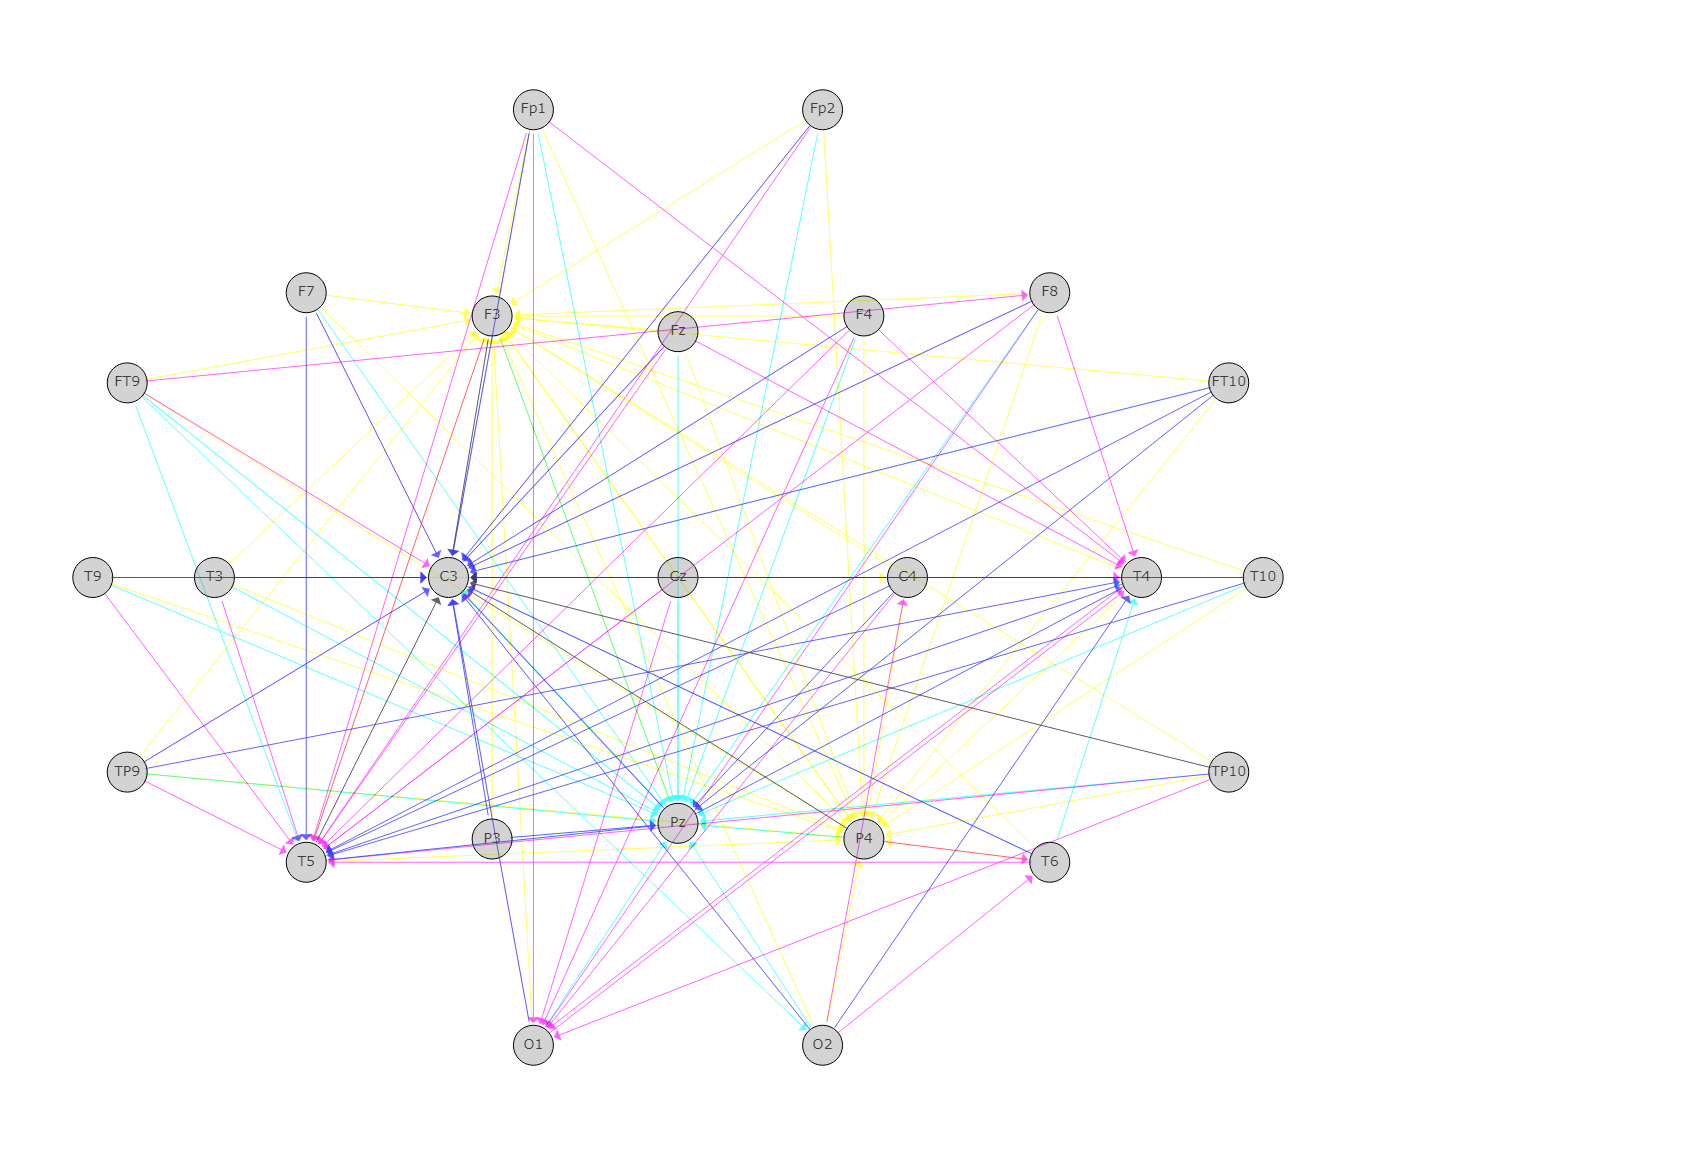 Fp1 Fp2
F7 F3 Fz F4 F8
FT9 FT10
T9 T3 C3 Cz C4 T4 T10
TP9 TP10
T5 P3 Pz P4 T6
O1 O2